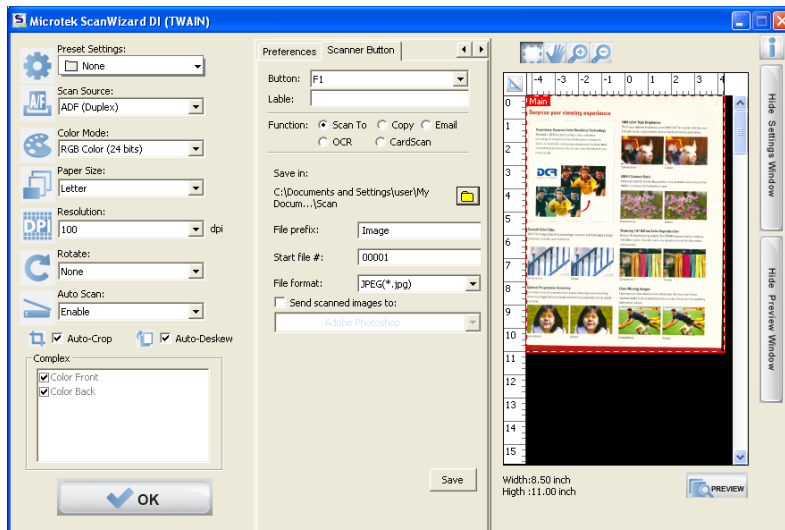 Microtek ScanWizard DI (TWAIN)
Preset Settings:
None
Scan Source:
A/F
ADF (Duplex)
Color Mode:
RGB Color (24 bits)
Paper Size:
Letter
Resolution:
DPI
100
dpi
Rotate:
None
Auto Scan:
Enable
Auto-Crop
Auto-Deskew
Complex
Color Front
Color Back
OK
Preferences
Scanner Button
Button:
F1
Lable:
Function:
Scan To
Copy
Email
OCR
CardScan
Save in:
C:\Documents and Settings\user\My
Docum...\Scan
File prefix:
Image
Start file #:
00001
File format:
JPEG(*.jpg)
Send scanned images to:
Adobe Photoshop
Save
-4 -3 -2 -1 0 1 2 3 4
0
1
2
3
4
5
6
7
8
9
10
11
12
13
14
15
Main
Surprise your viewing experience
DCR
Width:8.50 inch
Higth :11.00 inch
PREVIEW
Hide Settings Window
Hide Preview Window